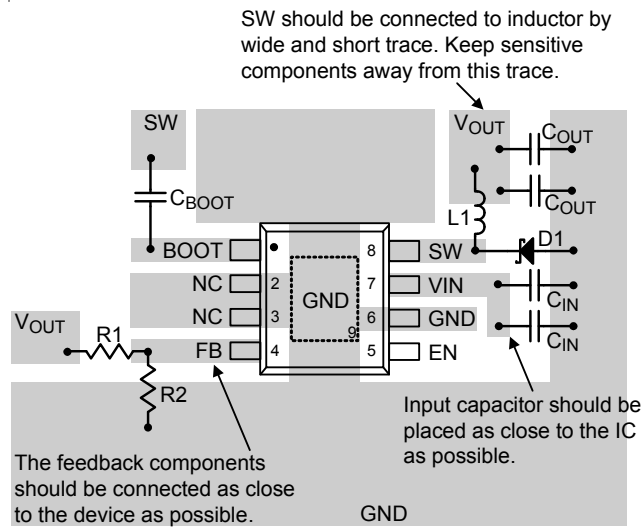 SW should be connected to inductor by
wide and short trace. Keep sensitive
components away from this trace.
SW
VOUT
COUT
CBOOT
COUT
L1
D1
BOOT
8
SW
NC
2
GND
7
VIN
CIN
NC
3
9
6
GND
CIN
VOUT
R1
FB
4
5
EN
R2
Input capacitor should be
placed as close to the IC
as possible.
The feedback components
should be connected as close
to the device as possible.
GND